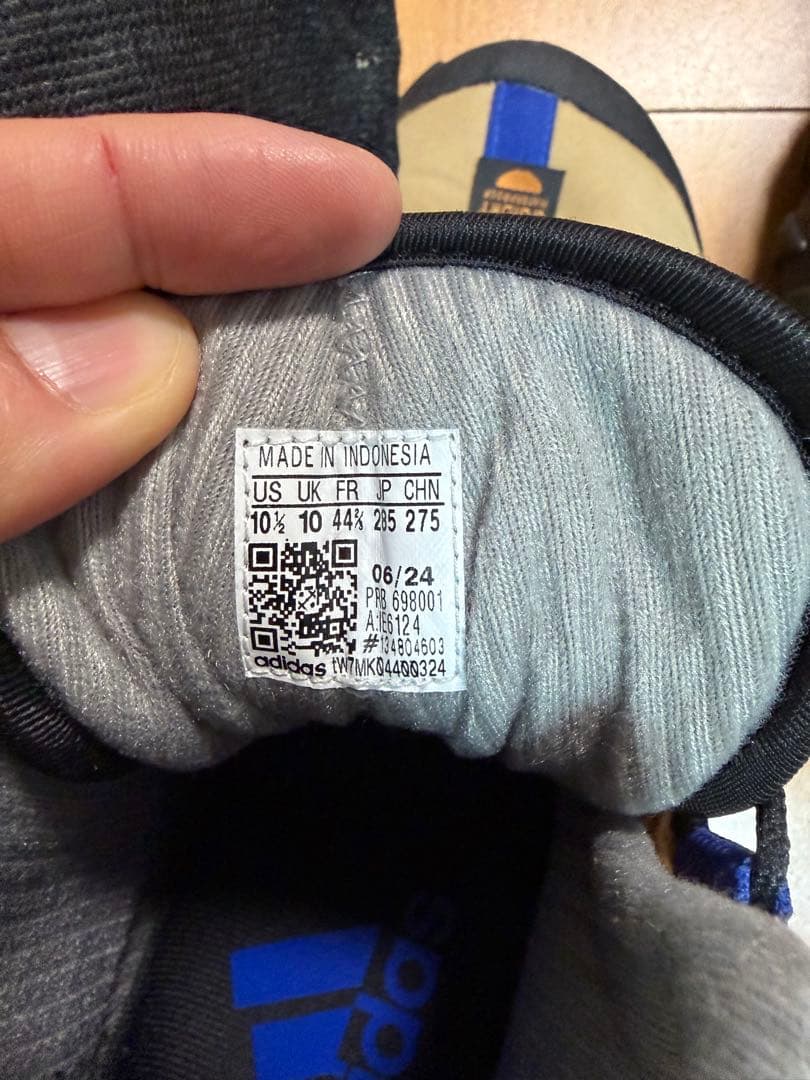 MADE IN INDONESIA
US UK FR JP CHN
10½ 10 44⅔ 285 275
06/24
PRB 698001
A:IE6124
#134804603
adidas tW7MK04400324
adidas